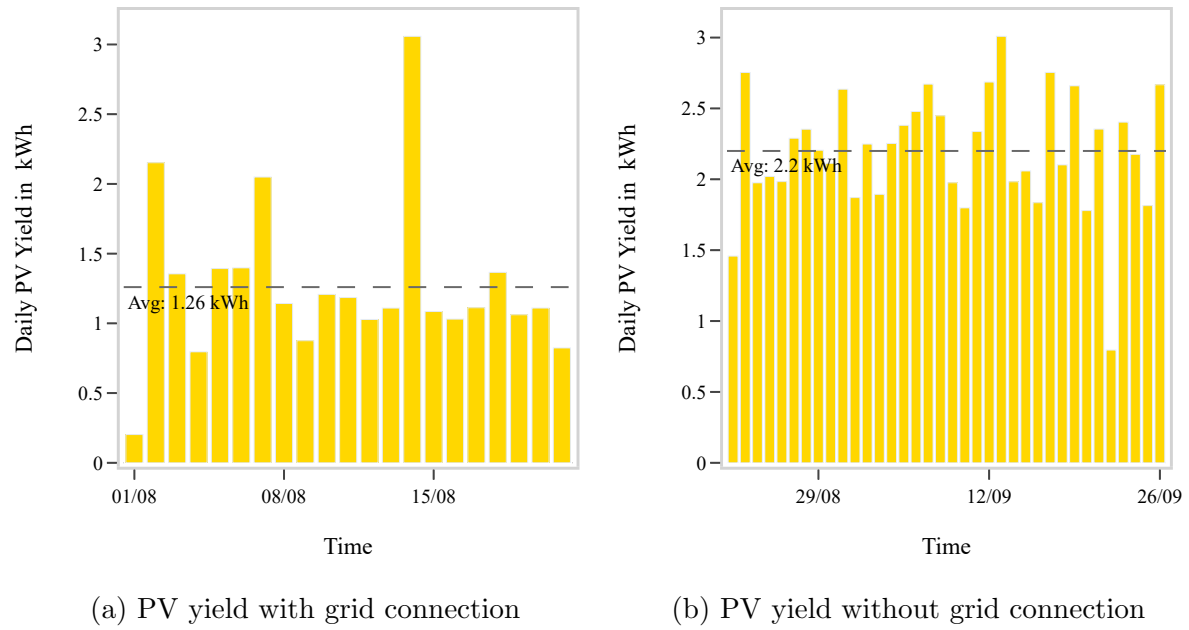 3
2.5
2
1.5
1
0.5
0
Daily PV Yield in kWh
Avg: 1.26 kWh
01/08
08/08
15/08
Time
(a) PV yield with grid connection
3
2.5
2
1.5
1
0.5
0
Daily PV Yield in kWh
Avg: 2.2 kWh
29/08
12/09
26/09
Time
(b) PV yield without grid connection